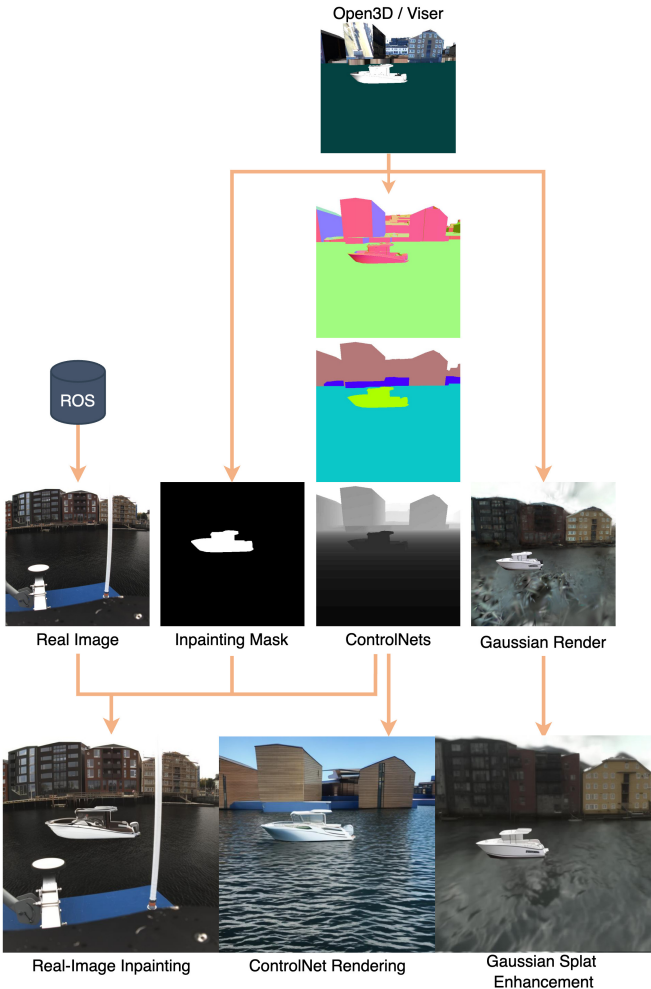 Open3D / Viser
ROS
Real Image
Inpainting Mask
ControlNets
Gaussian Render
Real-Image Inpainting
ControlNet Rendering
Gaussian Splat
Enhancement